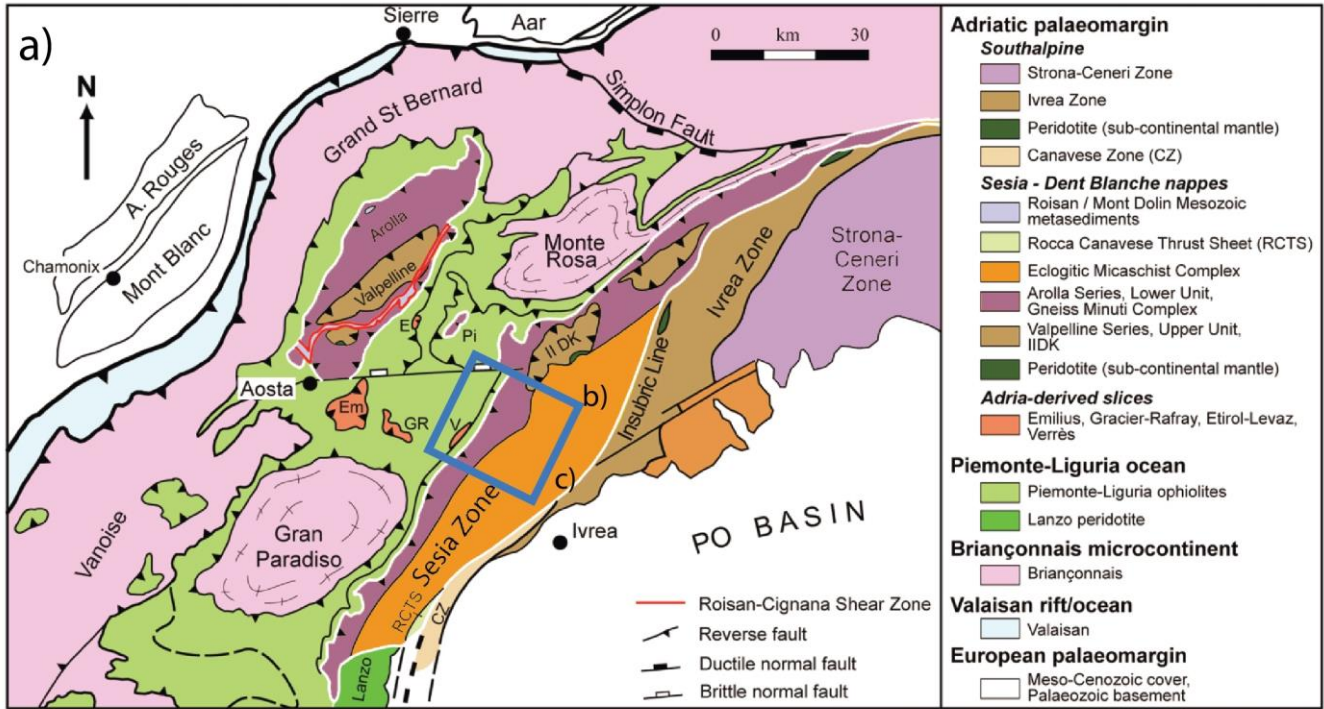 a)
Sierre
Aar
0 km 30
N
A. Rouges
Mont Blanc
Chamonix
Grand St Bernard
Simplon Fault
Arolla
Valpelline
Monte
Rosa
Strona-
Ceneri
Zone
Ivrea Zone
E
Pi
II DK
Aosta
Em
GR
V
b)
c)
Insubric Line
Vanoise
Gran
Paradiso
Sesia Zone
Ivrea
PO BASIN
RCTS
CZ
Lanzo
Roisan-Cignana Shear Zone
Reverse fault
Ductile normal fault
Brittle normal fault
Adriatic palaeomargin
Southalpine
Strona-Ceneri Zone
Ivrea Zone
Peridotite (sub-continental mantle)
Canavese Zone (CZ)
Sesia - Dent Blanche nappes
Roisan / Mont Dolin Mesozoic
metasediments
Rocca Canavese Thrust Sheet (RCTS)
Eclogitic Micaschist Complex
Arolla Series, Lower Unit,
Gneiss Minuti Complex
Valpelline Series, Upper Unit,
IIDK
Peridotite (sub-continental mantle)
Adria-derived slices
Emilius, Gracier-Rafray, Etirol-Levaz,
Verrès
Piemonte-Liguria ocean
Piemonte-Liguria ophiolites
Lanzo peridotite
Briançonnais microcontinent
Briançonnais
Valaisan rift/ocean
Valaisan
European palaeomargin
Meso-Cenozoic cover,
Palaeozoic basement